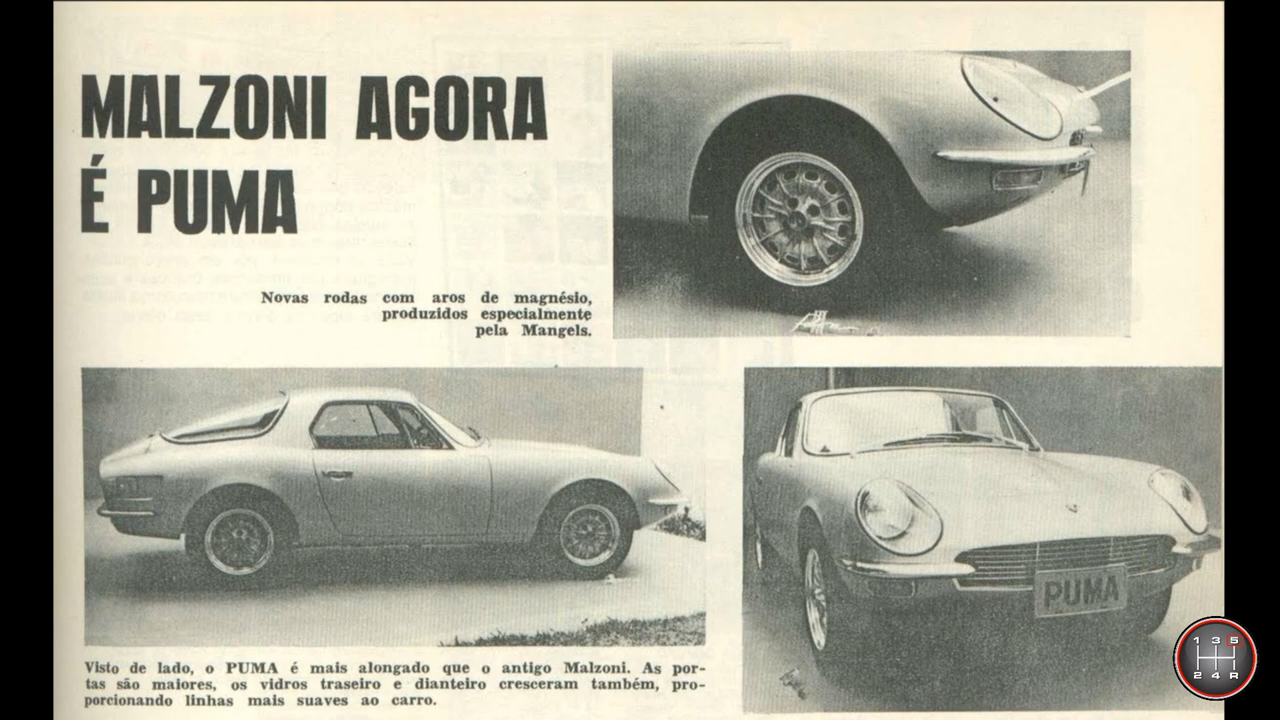 MALZONI AGORA
É PUMA
Novas rodas com aros de magnésio,
produzidos especialmente
pela Mangels.
Visto de lado, o PUMA é mais alongado que o antigo Malzoni. As por-
tas são maiores, os vidros traseiro e dianteiro cresceram também, pro-
porcionando linhas mais suaves ao carro.
PUMA
1 3 5
2 4 R